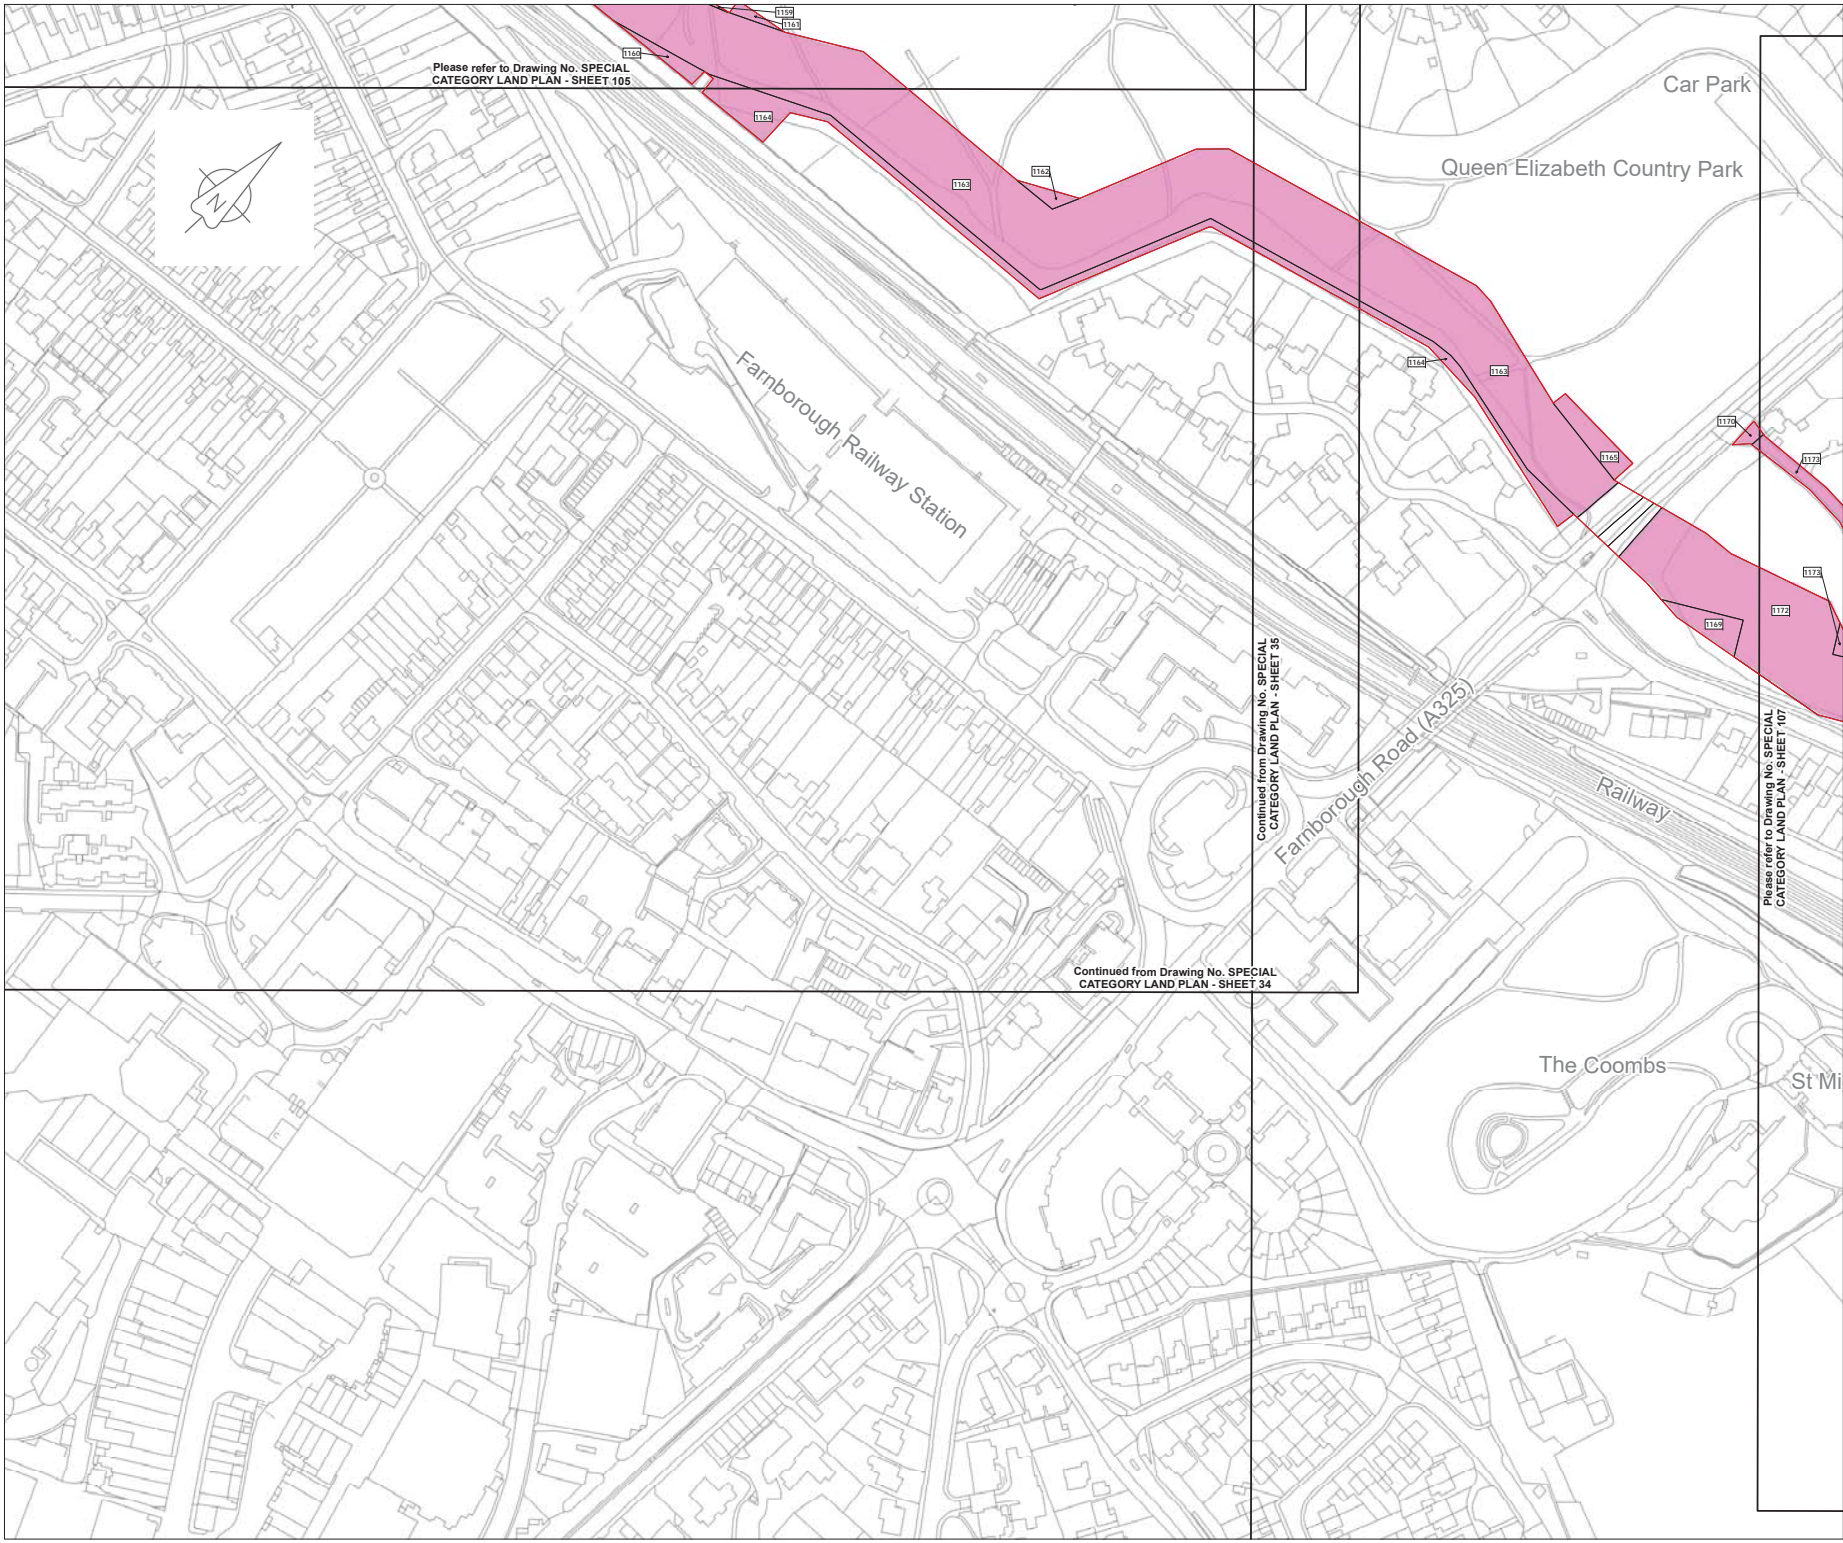 1159
1161
1160
Please refer to Drawing No. SPECIAL
CATEGORY LAND PLAN - SHEET 105
Car Park
1164
Queen Elizabeth Country Park
1162
1163
N
Farnborough Railway Station
1164
1163
1170
1165
1173
1173
1172
1169
Continued from Drawing No. SPECIAL
CATEGORY LAND PLAN - SHEET 35
Farnborough Road (A325)
Please refer to Drawing No. SPECIAL
CATEGORY LAND PLAN - SHEET 107
Railway
Continued from Drawing No. SPECIAL
CATEGORY LAND PLAN - SHEET 34
The Coombs
St Mi